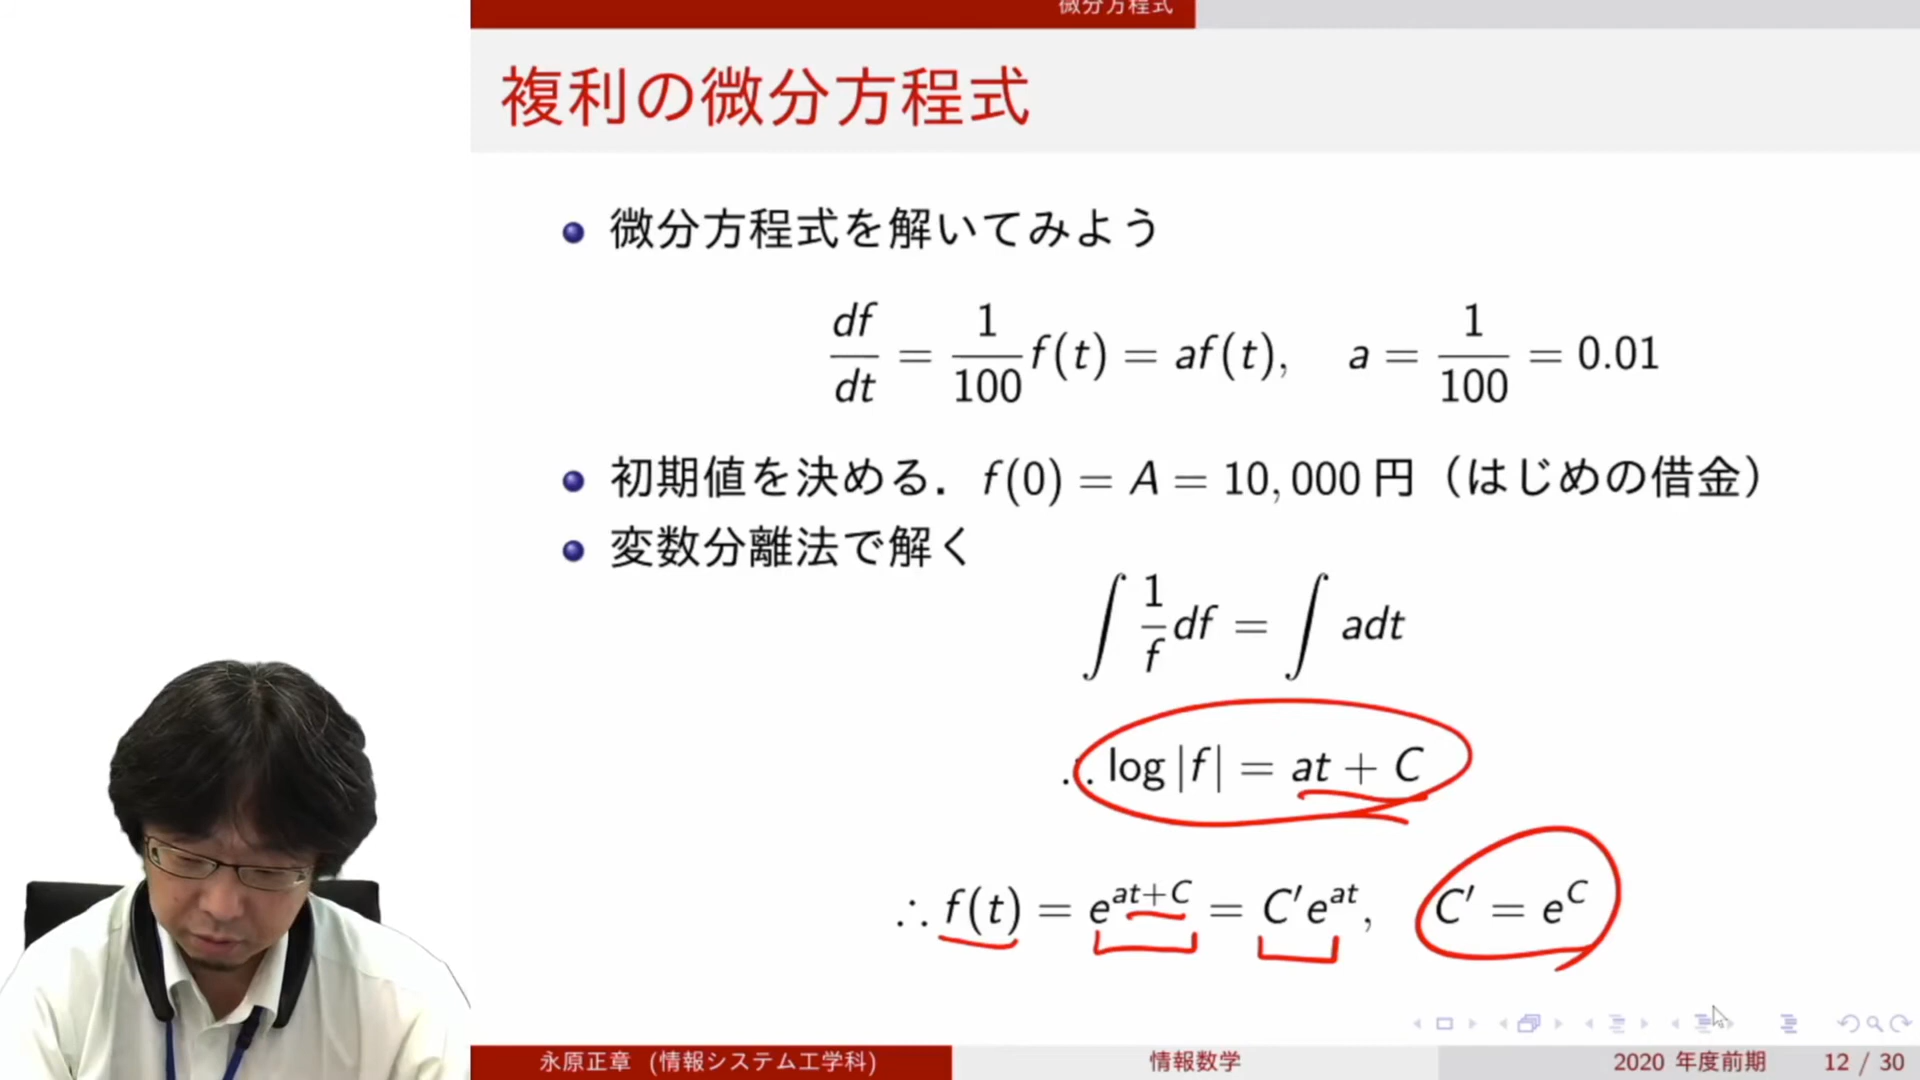 微分方程式
複利の微分方程式
微分方程式を解いてみよう
df/dt = 1/100 f(t) = af(t), a = 1/100 = 0.01
初期値を決める. f(0) = A = 10,000円（はじめの借金）
変数分離法で解く
∫ 1/f df = ∫ adt
∴ log|f| = at + C
∴ f(t) = e^{at+C} = C′e^{at}, C′ = e^C
永原正章 (情報システム工学科) 情報数学 2020 年度前期 12 / 30